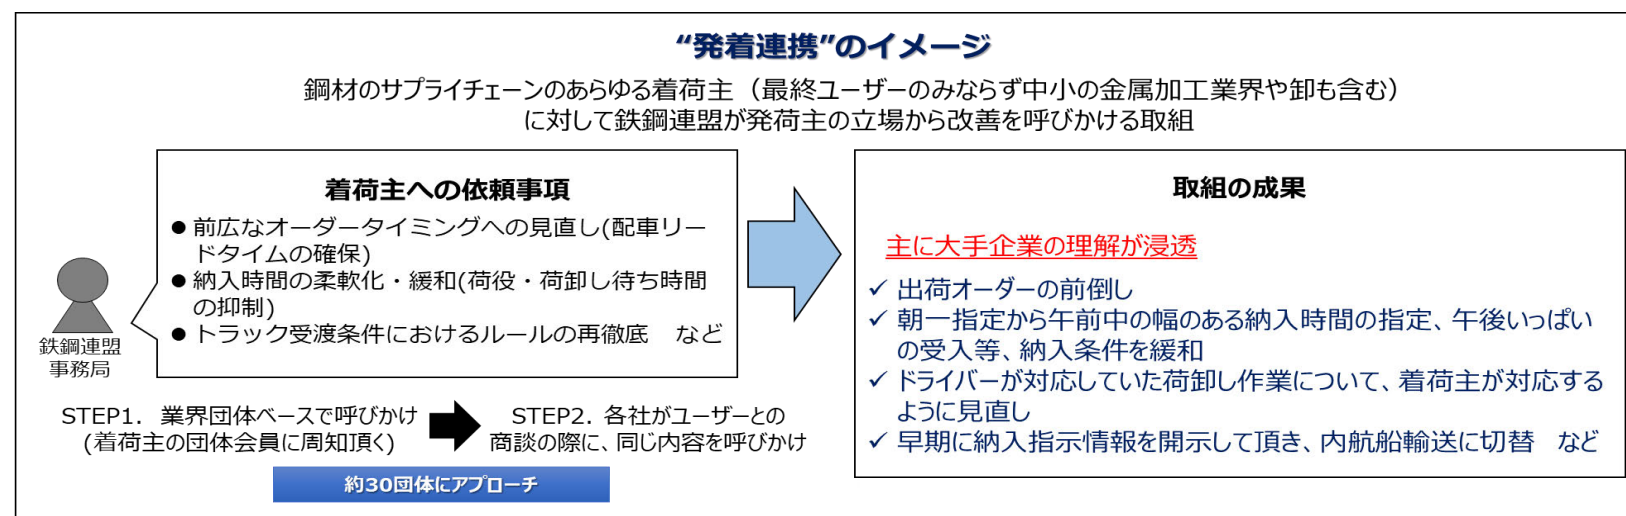 “発着連携”のイメージ
鋼材のサプライチェーンのあらゆる着荷主（最終ユーザーのみならず中小の金属加工業界や卸も含む）
に対して鉄鋼連盟が発荷主の立場から改善を呼びかける取組
着荷主への依頼事項
● 前広なオーダータイミングへの見直し(配車リー
ドタイムの確保)
● 納入時間の柔軟化・緩和(荷役・荷卸し待ち時間
の抑制)
● トラック受渡条件におけるルールの再徹底　など
鉄鋼連盟
事務局
STEP1．業界団体ベースで呼びかけ
(着荷主の団体会員に周知頂く)
STEP2．各社がユーザーとの
商談の際に、同じ内容を呼びかけ
約30団体にアプローチ
取組の成果
主に大手企業の理解が浸透
✓ 出荷オーダーの前倒し
✓ 朝一指定から午前中の幅のある納入時間の指定、午後いっぱい
の受入等、納入条件を緩和
✓ ドライバーが対応していた荷卸し作業について、着荷主が対応する
ように見直し
✓ 早期に納入指示情報を開示して頂き、内航船輸送に切替　など